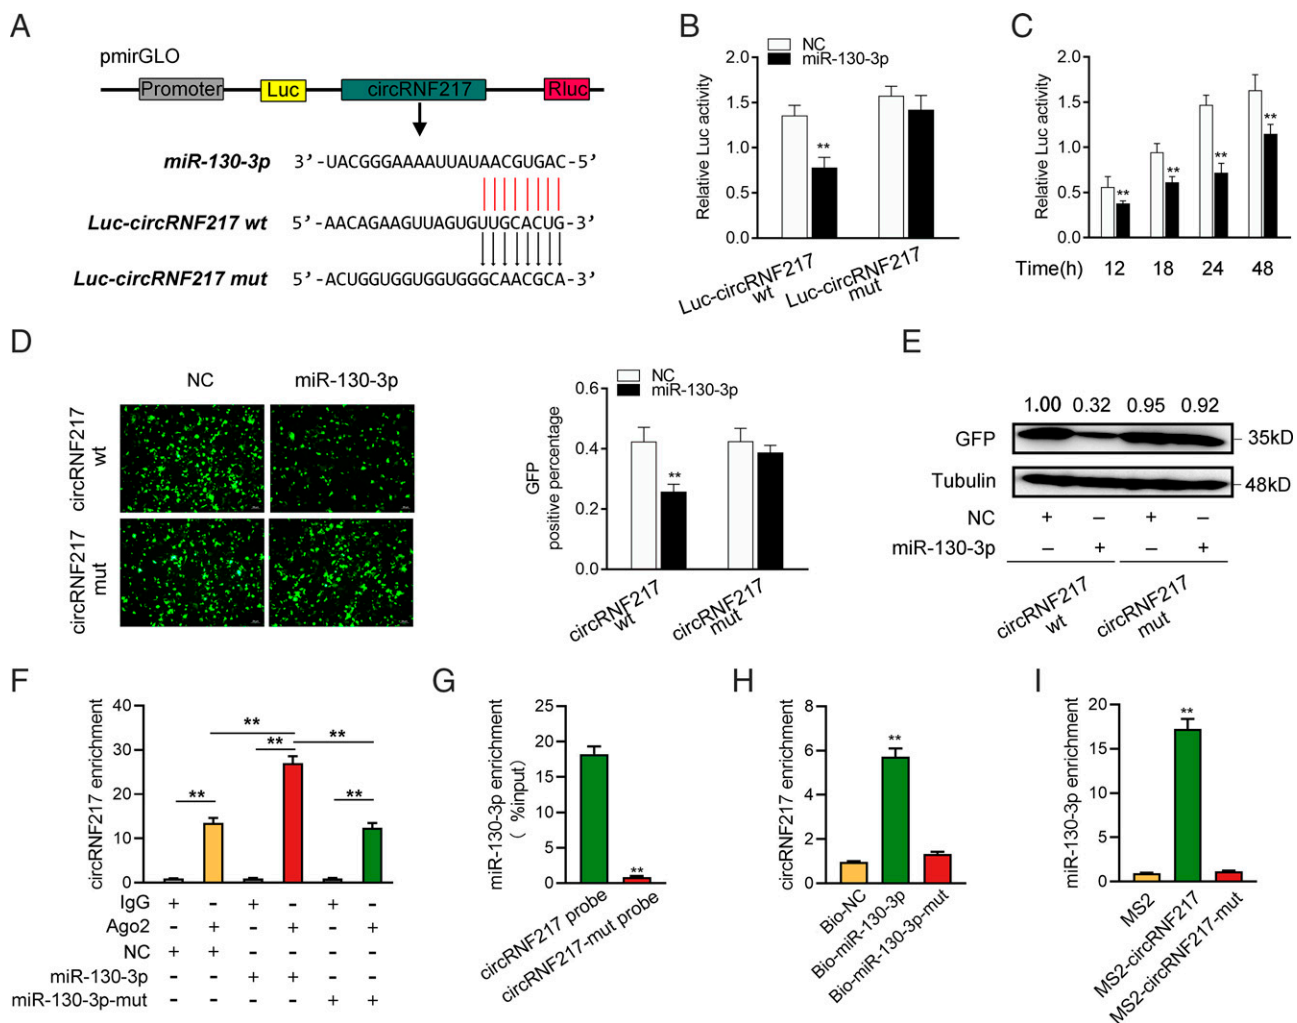 A
pmirGLO
Promoter Luc circRNF217 Rluc
miR-130-3p 3’-UACGGGAAAAUUAUAACGUGAC-5’
Luc-circRNF217 wt 5’-AACAGAAGUUAGUGUUGCACUG-3’
Luc-circRNF217 mut 5’-ACUGGUGGUGGUGGGCAACGCA-3’
B
NC
miR-130-3p
Relative Luc activity
2.0
1.5
1.0
0.5
0.0
**
Luc-circRNF217 wt
Luc-circRNF217 mut
C
Relative Luc activity
2.0
1.5
1.0
0.5
0.0
** ** ** **
Time(h) 12 18 24 48
D
NC miR-130-3p
circRNF217 wt
circRNF217 mut
NC
miR-130-3p
GFP positive percentage
0.6
0.4
0.2
0.0
**
circRNF217 wt
circRNF217 mut
E
1.00 0.32 0.95 0.92
GFP 35kD
Tubulin 48kD
NC + – + –
miR-130-3p – + – +
circRNF217 wt
circRNF217 mut
F
circRNF217 enrichment
40
30
20
10
0
** ** ** ** **
IgG + - + - + -
Ago2 - + - + - +
NC + + - - - -
miR-130-3p - - + + - -
miR-130-3p-mut - - - - + +
G
miR-130-3p enrichment
( %input)
25
20
15
10
5
0
**
circRNF217 probe
circRNF217-mut probe
H
circRNF217 enrichment
8
6
4
2
0
**
Bio-NC
Bio-miR-130-3p
Bio-miR-130-3p-mut
I
miR-130-3p enrichment
20
15
10
5
0
**
MS2
MS2-circRNF217
MS2-circRNF217-mut